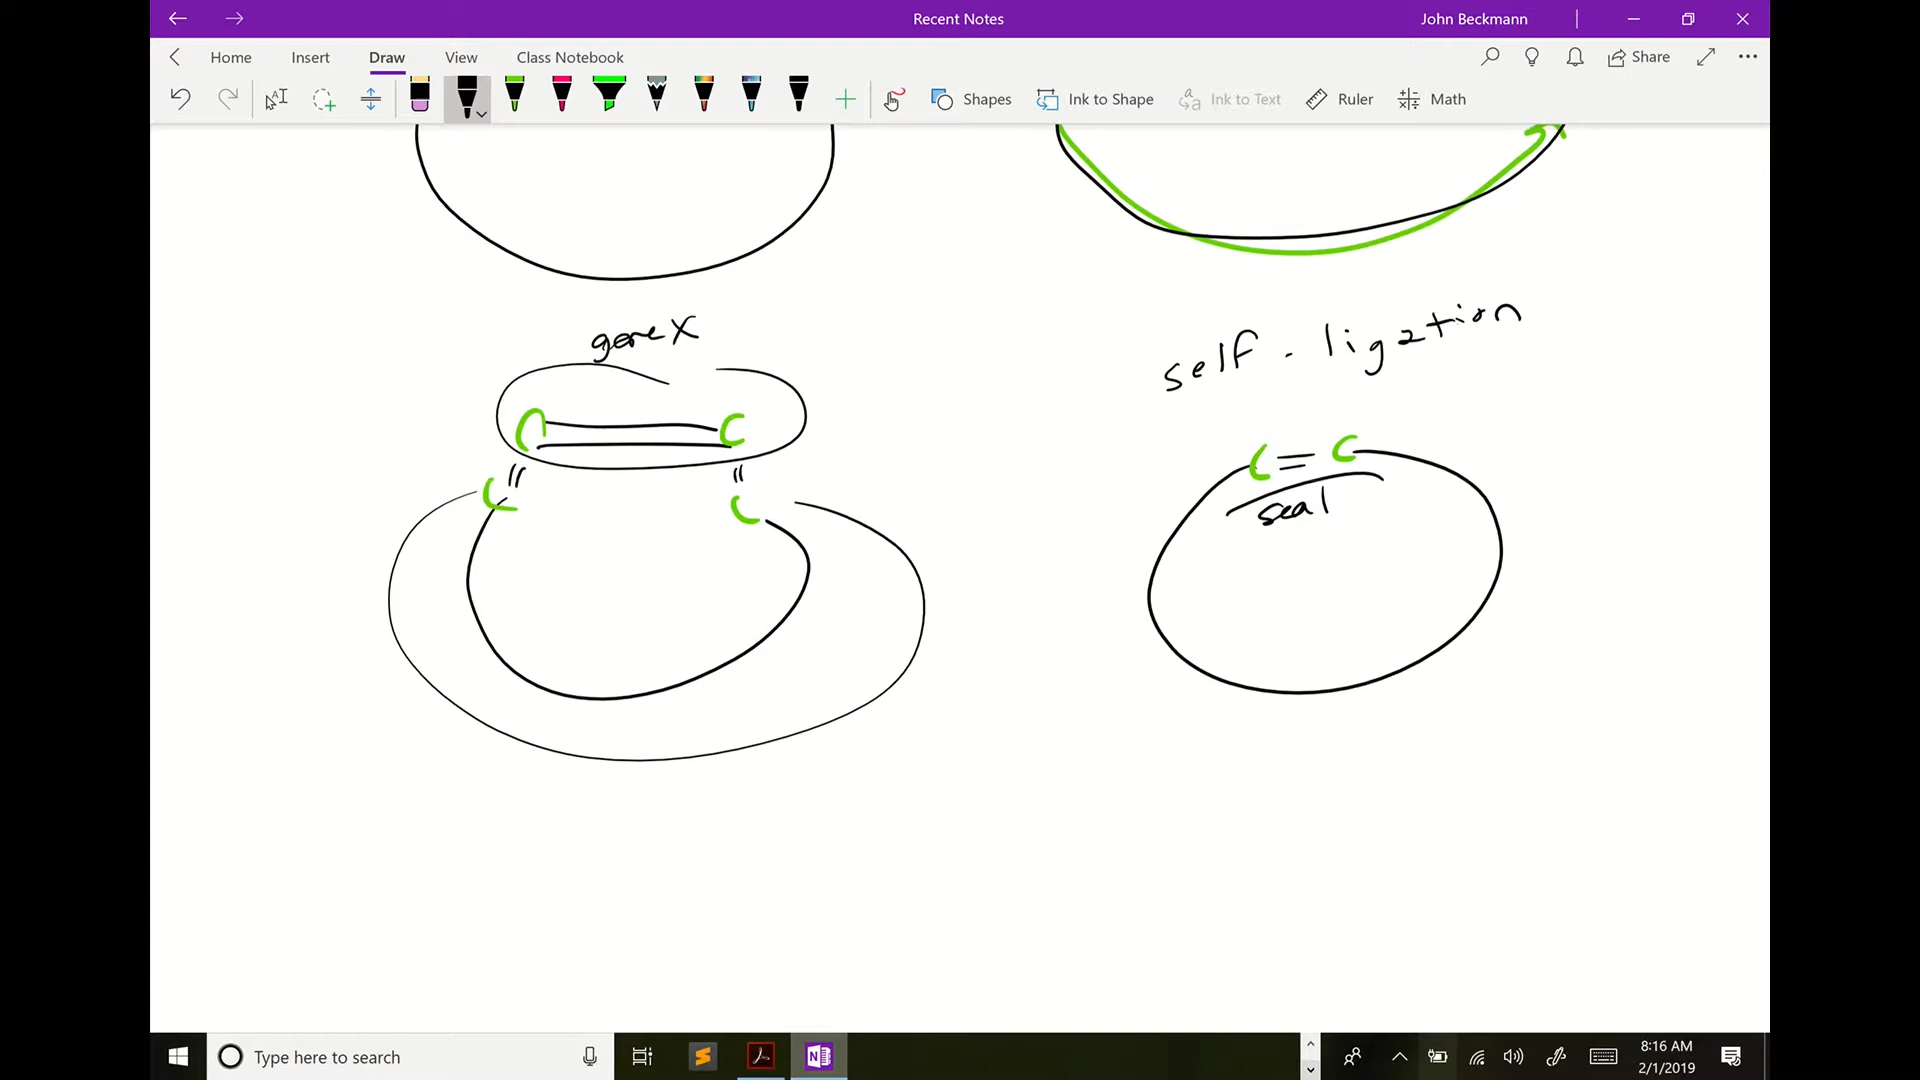 Recent Notes
John Beckmann
Home Insert Draw View Class Notebook
Share
Shapes Ink to Shape Ink to Text Ruler Math
gene X
self - ligation
C C
C = C
C C
seal
Type here to search
8:16 AM
2/1/2019